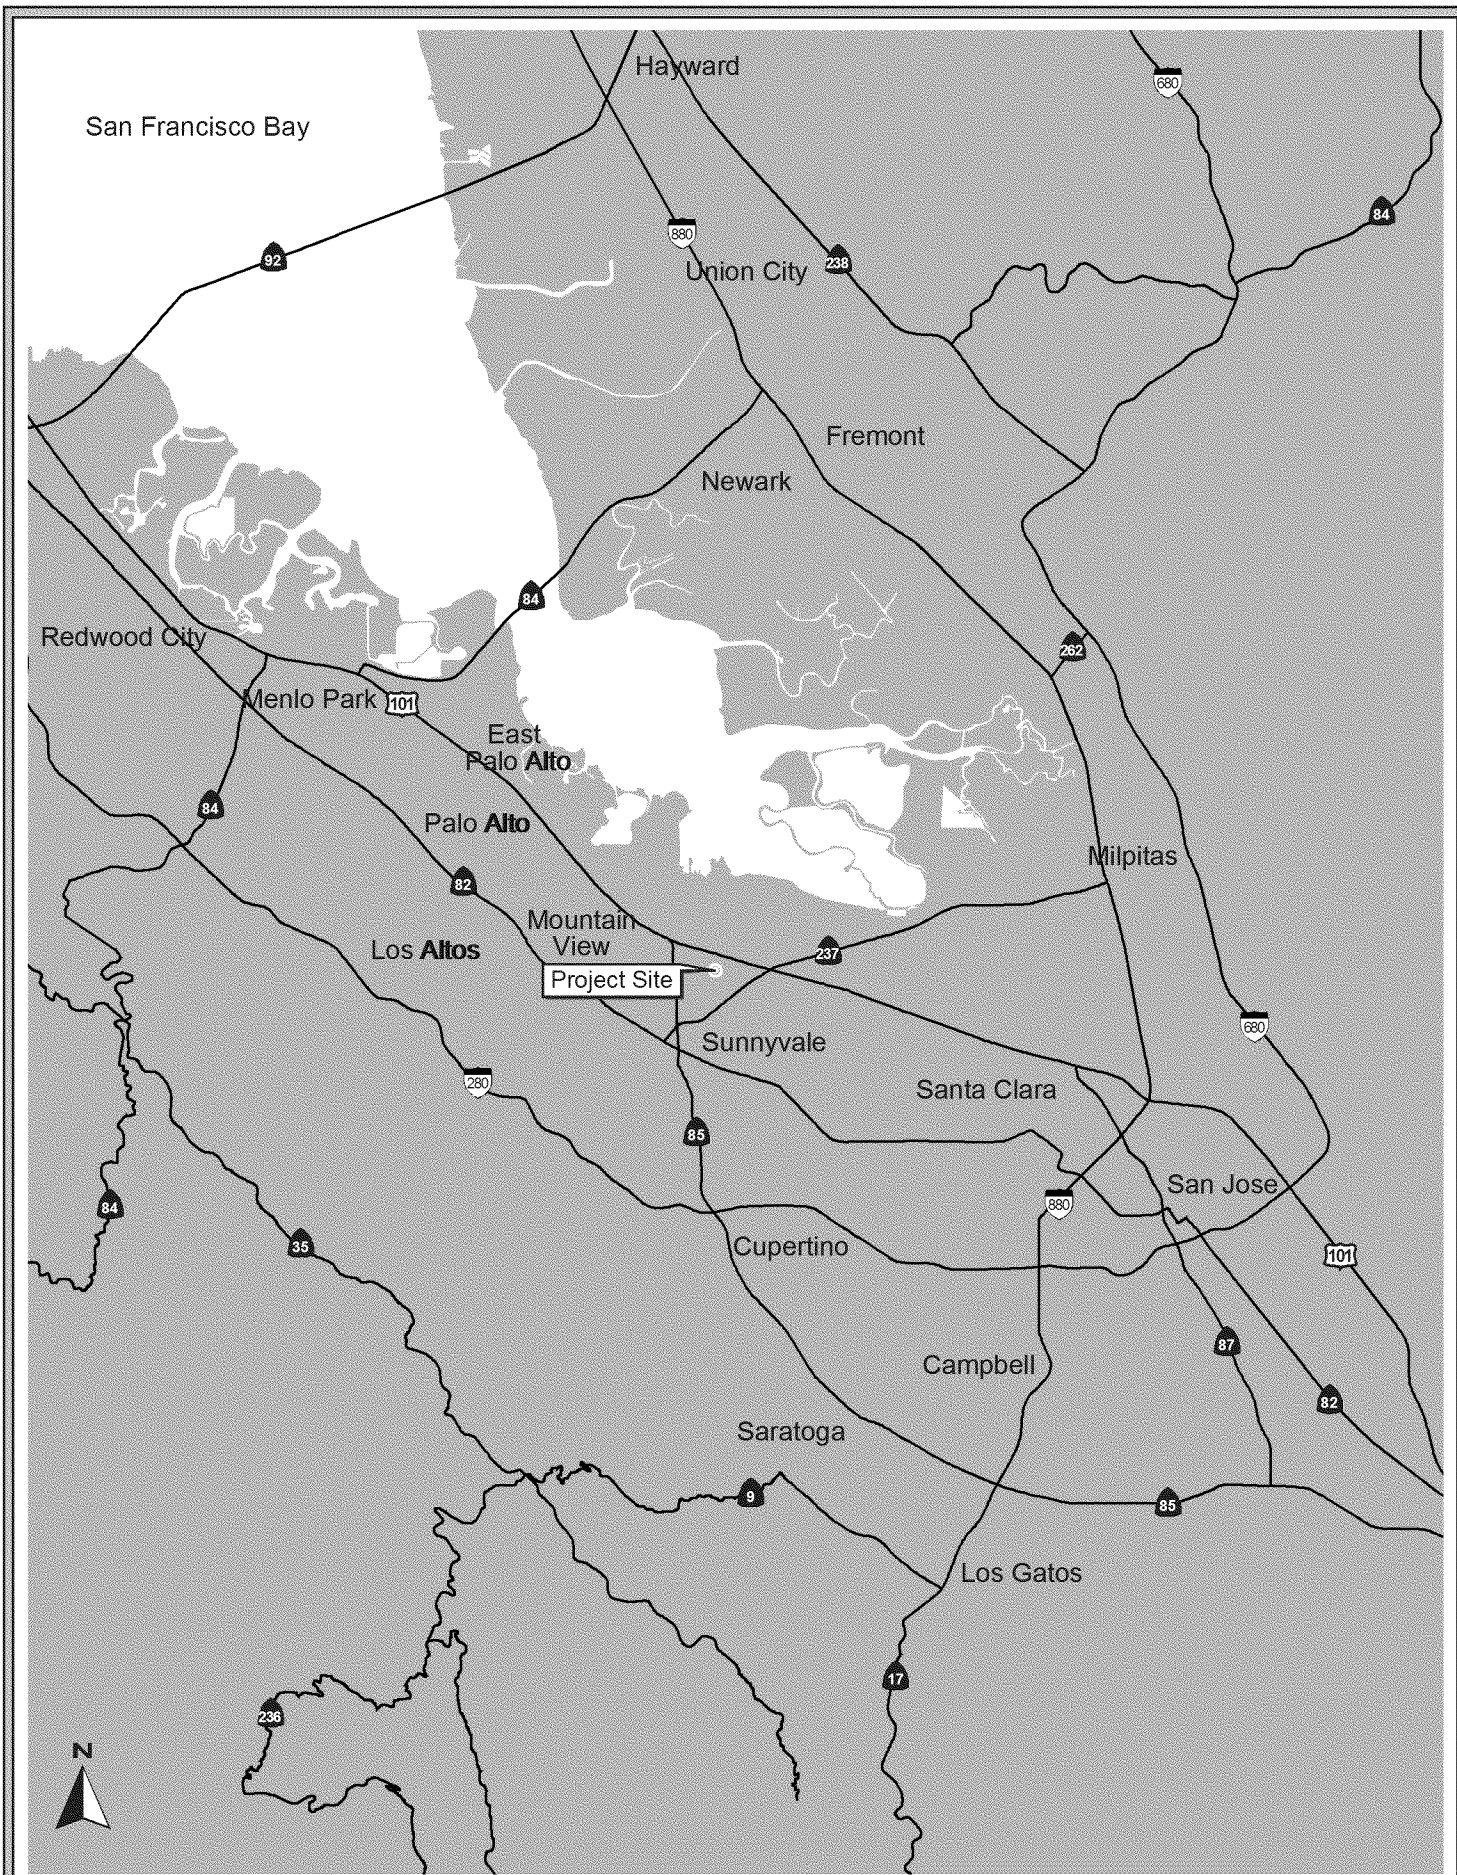 Hayward
680
San Francisco Bay
84
880
92
238
Union City
Fremont
Newark
84
Redwood City
262
Menlo Park
101
East
Palo Alto
84
Palo Alto
Milpitas
82
Mountain
View
Los Altos
237
Project Site
680
Sunnyvale
280
Santa Clara
85
San Jose
84
880
35
Cupertino
101
87
Campbell
82
Saratoga
9
85
Los Gatos
17
236
N